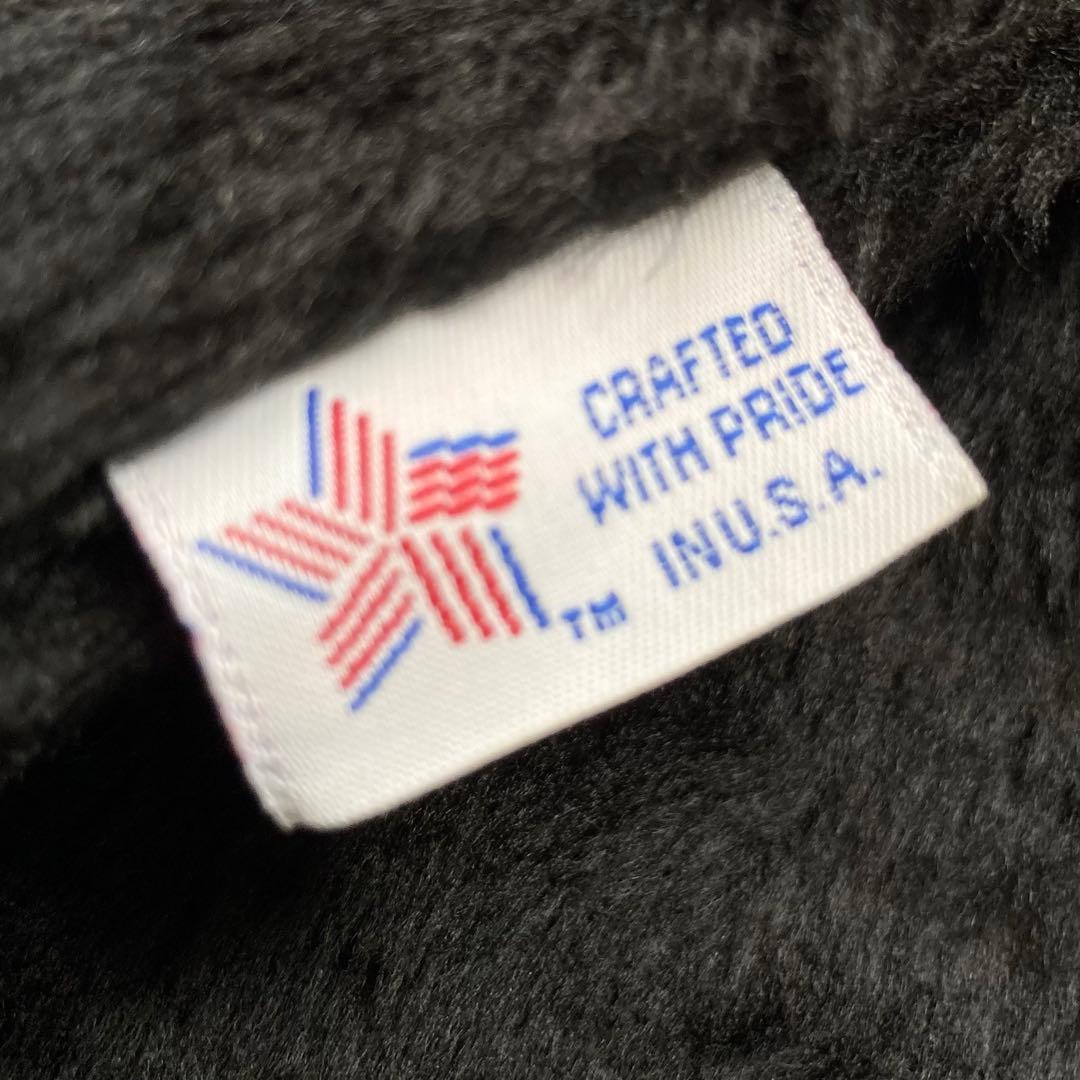 CRAFTED
WITH PRIDE
IN U.S.A.
TM